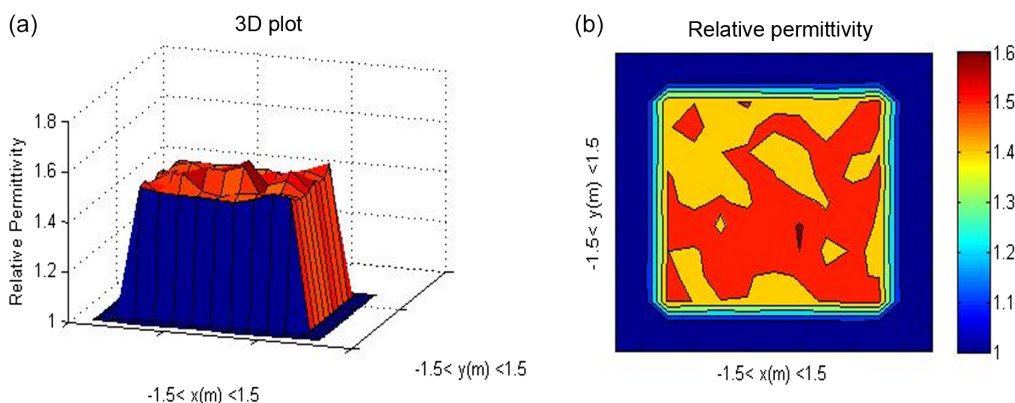 (a)
3D plot
1.8
1.6
1.4
1.2
1
Relative Permittivity
-1.5< x(m) <1.5
-1.5< y(m) <1.5
(b)
Relative permittivity
-1.5< y(m) <1.5
-1.5< x(m) <1.5
1.6
1.5
1.4
1.3
1.2
1.1
1